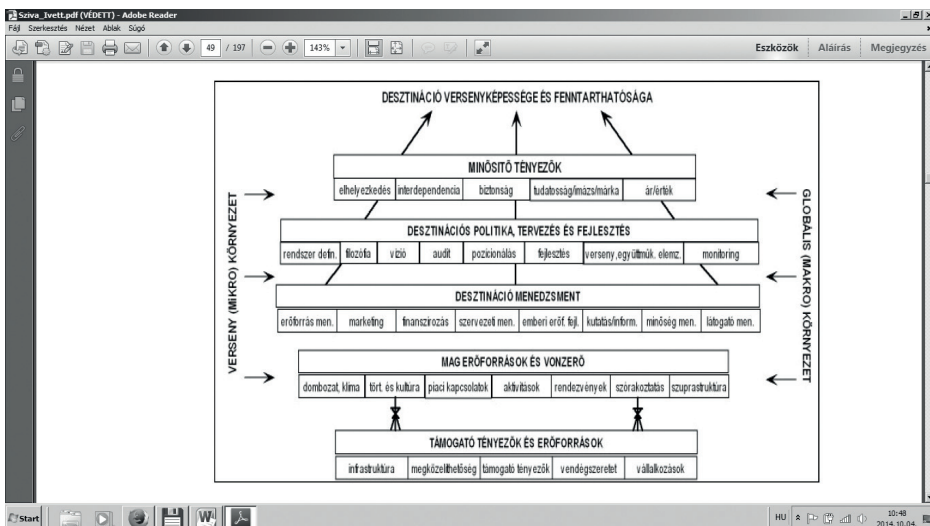 Sziva_Ivett.pdf (VÉDETT) - Adobe Reader
Fájl Szerkesztés Nézet Ablak Súgó
49 / 197 143% Eszközök Aláírás Megjegyzés
DESZTINÁCIÓ VERSENYKÉPESSÉGE ÉS FENNTARTHATÓSÁGA
MINŐSITŐ TÉNYEZŐK
elhelyezkedés interdependencia biztonság tudatosság/imázs/márka ár/érték
DESZTINÁCIÓS POLITIKA, TERVEZÉS ÉS FEJLESZTÉS
rendszer defin. filozófia vízió audit pozicionálás fejlesztés verseny,együttmük. elemz. monitoring
DESZTINÁCIÓ MENEDZSMENT
erőforrás men. marketing finanszírozás szervezeti men. emberi erőf. fejl. kutatás/inform. minőség men. látogató men.
MAG ERŐFORRÁSOK ÉS VONZERŐ
dombozat, klíma tört. és kultúra piaci kapcsolatok aktivitások rendezvények szórakoztatás szuprastruktúra
TÁMOGATÓ TÉNYEZŐK ÉS ERŐFORRÁSOK
infrastruktúra megközelíthetőség támogató tényezők vendégszeretet vállalkozások
VERSENY (MIKRO) KÖRNYEZET
GLOBÁLIS (MAKRO) KÖRNYEZET
Start HU 10:48
2014.10.04.